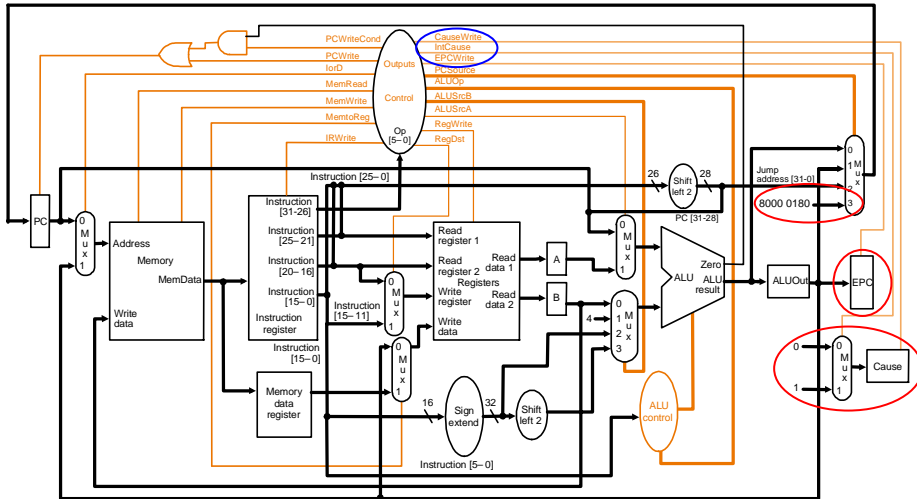 PCWriteCond
PCWrite
IorD
MemRead
MemWrite
MemtoReg
IRWrite
Outputs
Control
Op
[5–0]
CauseWrite
IntCause
EPCWrite
PCSource
ALUOp
ALUSrcB
ALUSrcA
RegWrite
RegDst
Instruction [25–0]
26
Shift
left 2
28
Jump
address [31-0]
PC [31-28]
8000 0180
0
1
2
3
M
u
x
PC
0
M
u
x
1
Address
Memory
MemData
Write
data
Instruction
[31-26]
Instruction
[25–21]
Instruction
[20–16]
Instruction
[15–0]
Instruction
register
Instruction
[15–11]
Instruction
[15–0]
Memory
data
register
0
M
u
x
1
0
M
u
x
1
Read
register 1
Read
register 2
Registers
Write
register
Write
data
Read
data 1
Read
data 2
A
B
0
M
u
x
1
4
0
1
2
3
M
u
x
Zero
ALU
ALU
result
ALUOut
EPC
0
1
0
M
u
x
1
Cause
16
Sign
extend
32
Shift
left 2
ALU
control
Instruction [5–0]